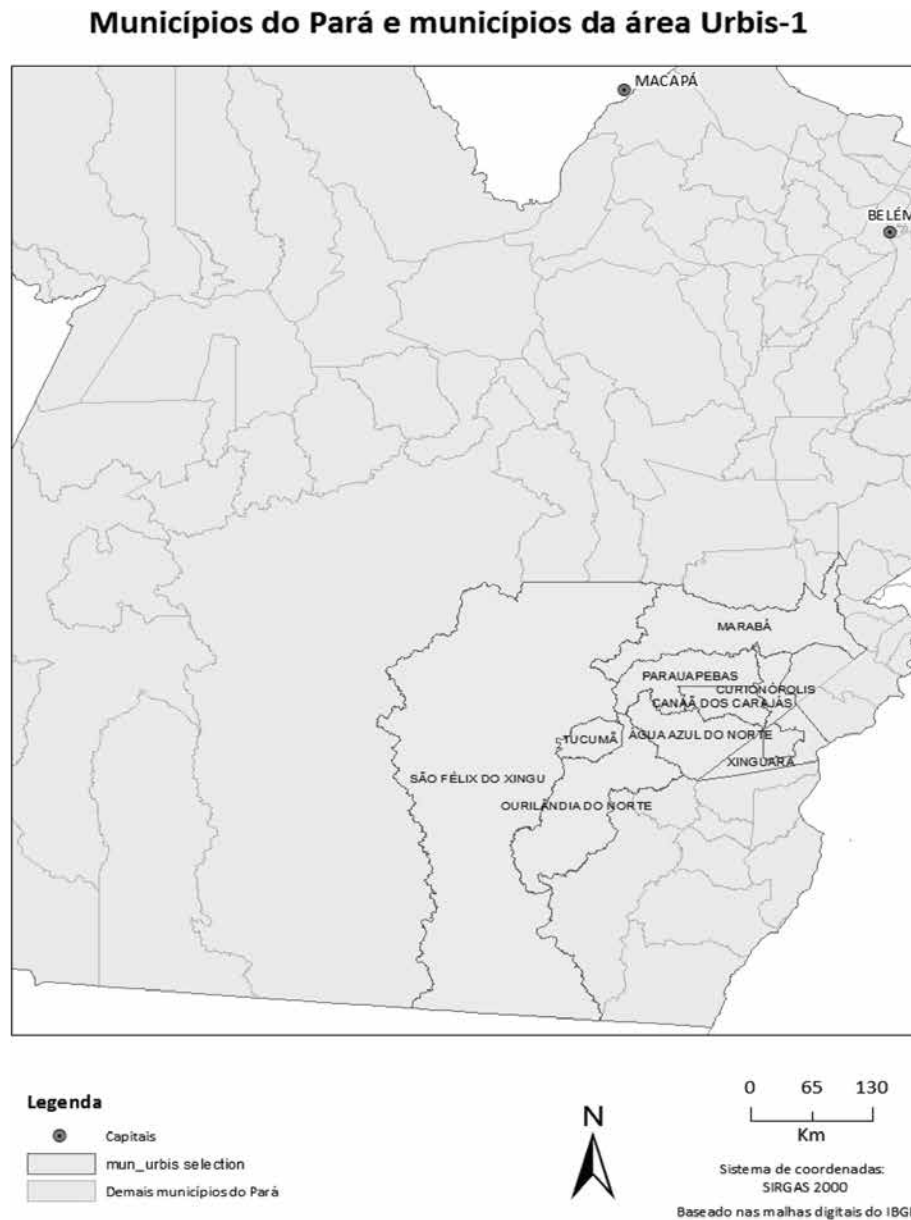 Municípios do Pará e municípios da área Urbis-1
MACAPÁ
BELÉM
MARABÁ
PARAUAPEBAS
CURIONÓPOLIS
CANAÃ DOS CARAJÁS
TUCUMÃ
ÁGUA AZUL DO NORTE
XINGUARA
SÃO FÉLIX DO XINGU
OURILÂNDIA DO NORTE
Legenda
Capitais
mun_urbis selection
Demais municípios do Pará
N
0 65 130
Km
Sistema de coordenadas:
SIRGAS 2000
Baseado nas malhas digitais do IBGE